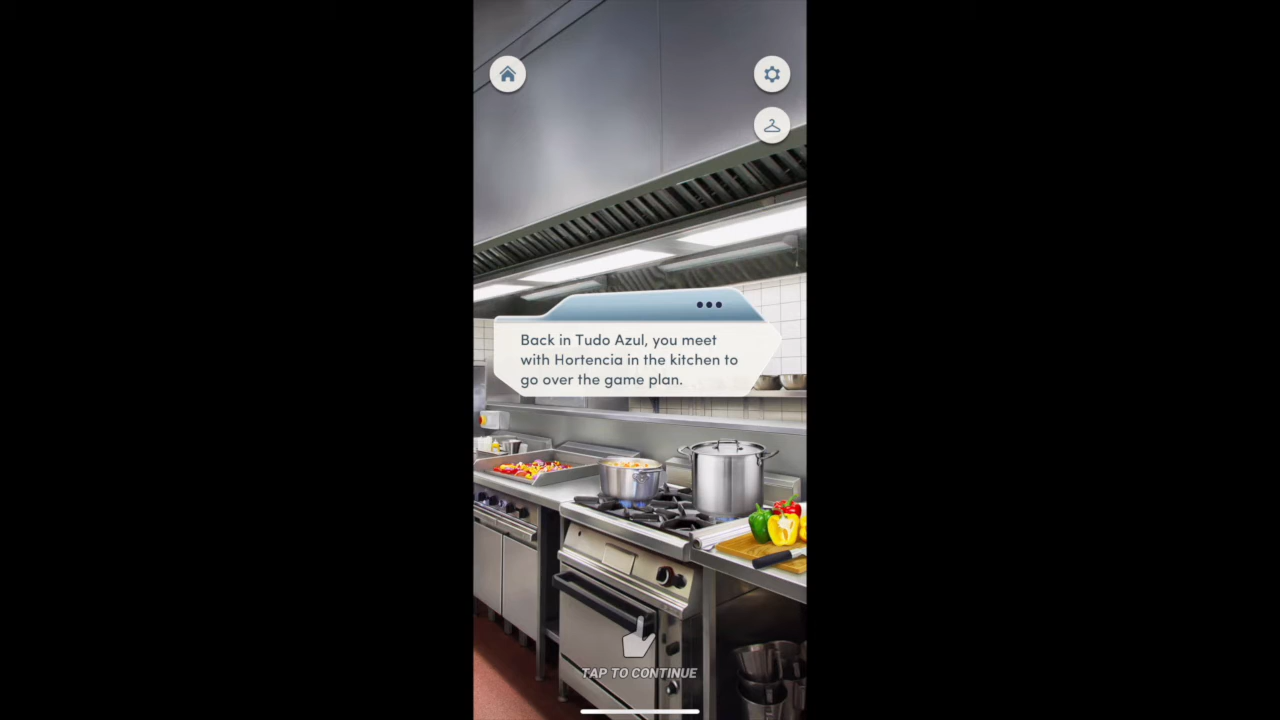 Back in Tudo Azul, you meet
with Hortencia in the kitchen to
go over the game plan.
TAP TO CONTINUE